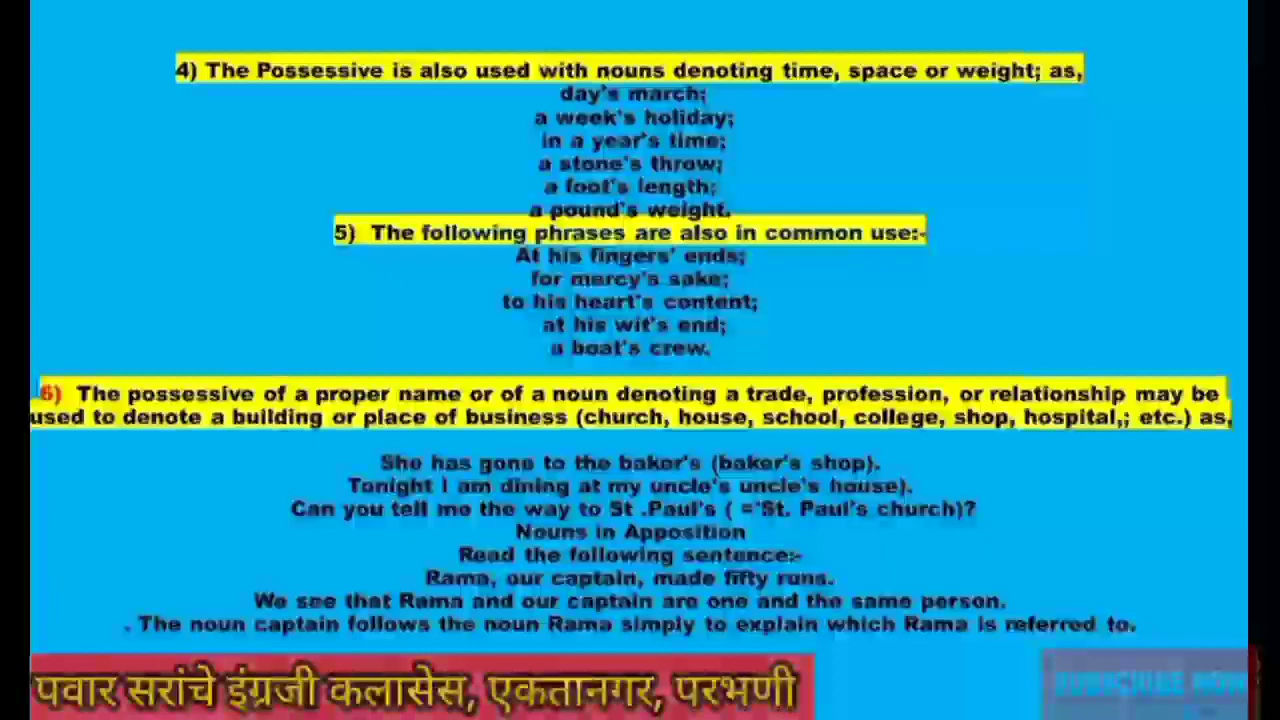 4) The Possessive is also used with nouns denoting time, space or weight; as,
day's march;
a week's holiday;
in a year's time;
a stone's throw;
a foot's length;
a pound's weight.
5) The following phrases are also in common use:-
At his fingers' ends;
for mercy's sake;
to his heart's content;
at his wit's end;
a boat's crew.
6) The possessive of a proper name or of a noun denoting a trade, profession, or relationship may be
used to denote a building or place of business (church, house, school, college, shop, hospital,; etc.) as,
She has gone to the baker's (baker's shop).
Tonight I am dining at my uncle's uncle's house).
Can you tell me the way to St .Paul's ( ='St. Paul's church)?
Nouns in Apposition
Read the following sentence:-
Rama, our captain, made fifty runs.
We see that Rama and our captain are one and the same person.
. The noun captain follows the noun Rama simply to explain which Rama is referred to.
पवार सरांचे इंग्रजी कलासेस, एकतानगर, परभणी
SUBSCRIBE NOW